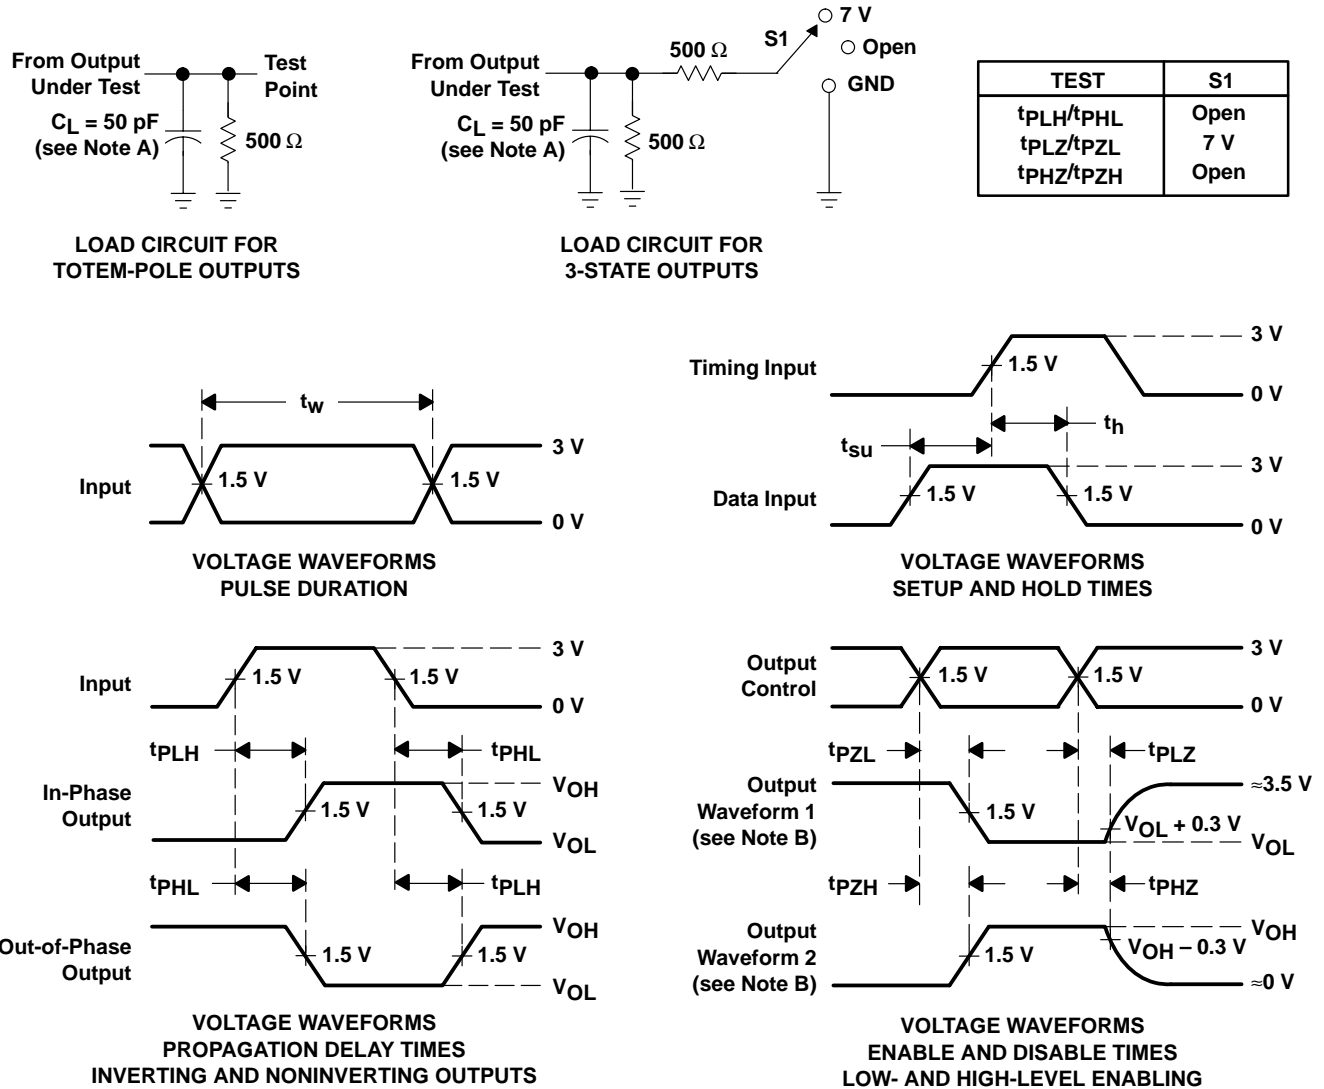 From Output
Under Test
Test
Point
CL = 50 pF
(see Note A)
500 Ω
LOAD CIRCUIT FOR
TOTEM-POLE OUTPUTS
From Output
Under Test
CL = 50 pF
(see Note A)
500 Ω
500 Ω
S1
7 V
Open
GND
LOAD CIRCUIT FOR
3-STATE OUTPUTS
TEST S1
tPLH/tPHL Open
tPLZ/tPZL 7 V
tPHZ/tPZH Open
tw
Input
1.5 V
1.5 V
3 V
0 V
VOLTAGE WAVEFORMS
PULSE DURATION
Timing Input
1.5 V
3 V
0 V
tsu
th
Data Input
1.5 V
1.5 V
3 V
0 V
VOLTAGE WAVEFORMS
SETUP AND HOLD TIMES
Input
1.5 V
1.5 V
3 V
0 V
tPLH
tPHL
In-Phase
Output
1.5 V
1.5 V
VOH
VOL
tPHL
tPLH
Out-of-Phase
Output
1.5 V
1.5 V
VOH
VOL
VOLTAGE WAVEFORMS
PROPAGATION DELAY TIMES
INVERTING AND NONINVERTING OUTPUTS
Output
Control
1.5 V
1.5 V
3 V
0 V
tPZL
tPLZ
Output
Waveform 1
(see Note B)
1.5 V
VOL + 0.3 V
≈3.5 V
VOL
tPZH
tPHZ
Output
Waveform 2
(see Note B)
1.5 V
VOH – 0.3 V
VOH
≈0 V
VOLTAGE WAVEFORMS
ENABLE AND DISABLE TIMES
LOW- AND HIGH-LEVEL ENABLING